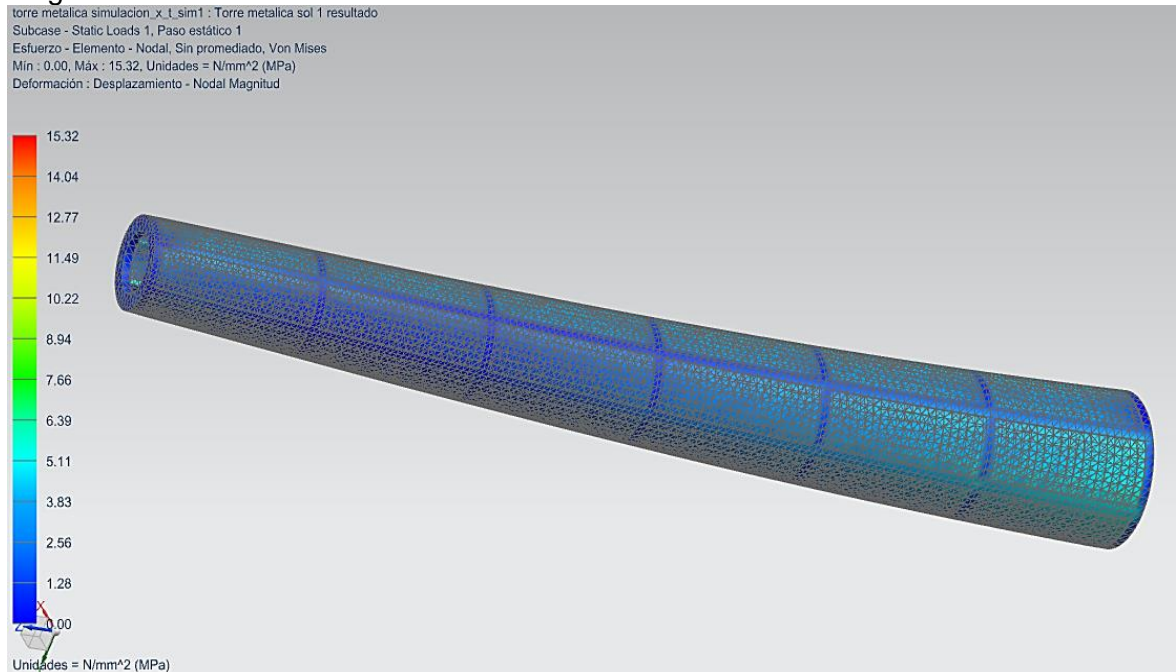 torre metalica simulacion_x_t_sim1 : Torre metalica sol 1 resultado
Subcase - Static Loads 1, Paso estático 1
Esfuerzo - Elemento - Nodal, Sin promediado, Von Mises
Mín : 0.00, Máx : 15.32, Unidades = N/mm^2 (MPa)
Deformación : Desplazamiento - Nodal Magnitud
15.32
14.04
12.77
11.49
10.22
8.94
7.66
6.39
5.11
3.83
2.56
1.28
0.00
X
Z
Unidades = N/mm^2 (MPa)